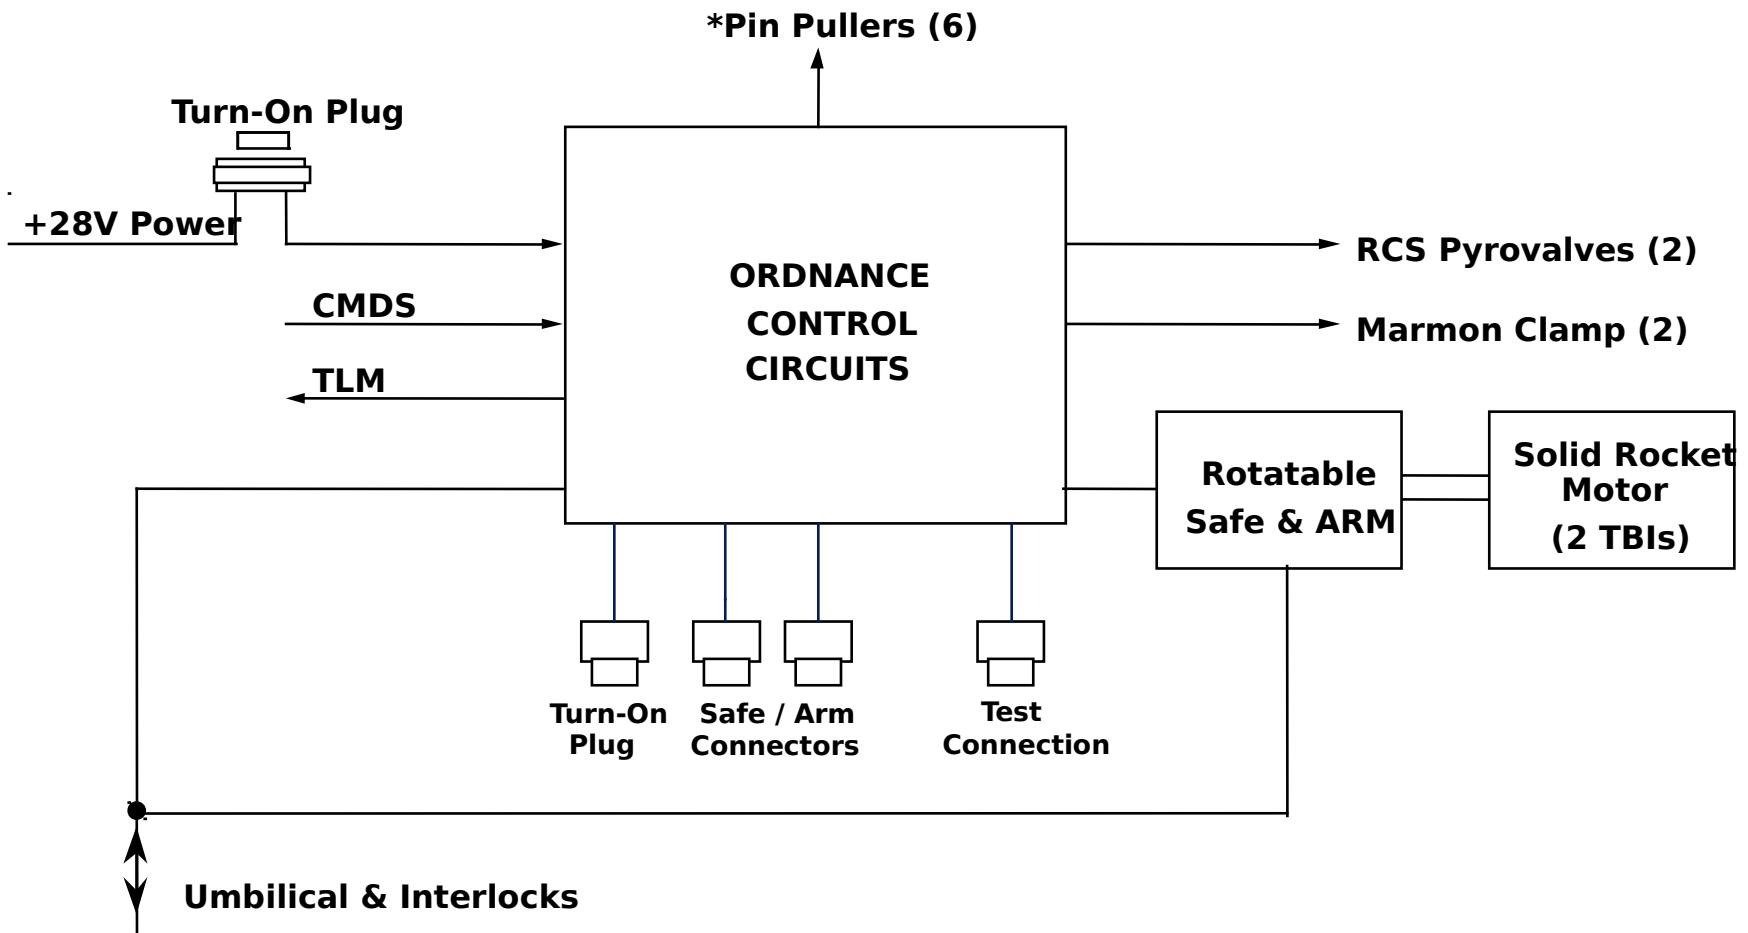 *Pin Pullers (6)
Turn-On Plug
+28V Power
CMDS
TLM
ORDNANCE
CONTROL
CIRCUITS
RCS Pyrovalves (2)
Marmon Clamp (2)
Rotatable
Safe & ARM
Solid Rocket
Motor
(2 TBIs)
Turn-On
Plug
Safe / Arm
Connectors
Test
Connection
Umbilical & Interlocks